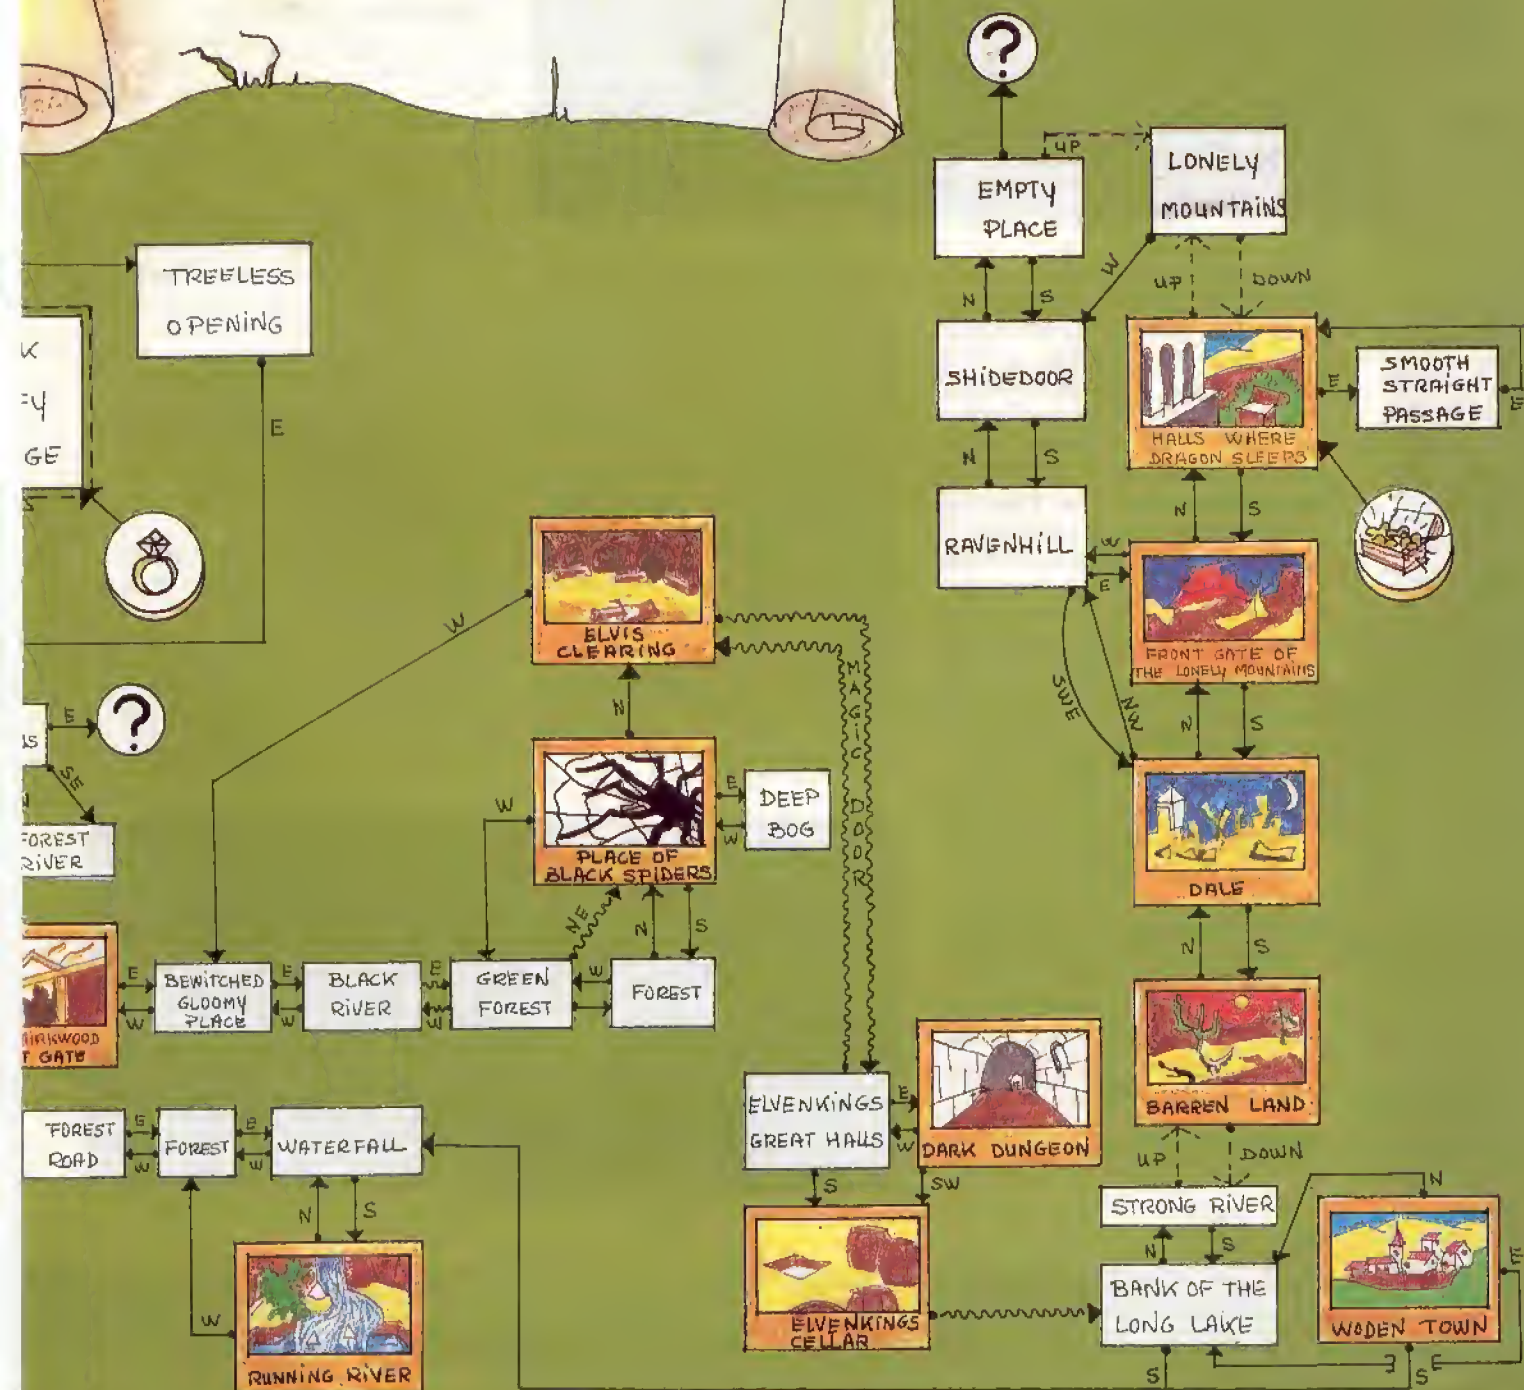 ?
UP
LONELY
MOUNTAINS
EMPTY
PLACE
TREELESS
OPENING
W
UP
DOWN
N
S
K
FY
GE
E
SHIDEDOOR
E
SMOOTH
STRAIGHT
PASSAGE
E
HALLS WHERE
DRAGON SLEEPS
N
S
N
S
RAVENHILL
W
E
ELVIS
CLEARING
W
FRONT GATE OF
THE LONELY MOUNTAINS
MAGIC DOOR
SWE
NW
N
S
N
E
?
SE
W
E
W
DEEP
BOG
PLACE OF
BLACK SPIDERS
FOREST
RIVER
DALE
NE
N
S
N
S
E
W
BEWITCHED
GLOOMY
PLACE
E
W
BLACK
RIVER
E
W
GREEN
FOREST
W
FOREST
MIRKWOOD
T GATE
BARREN LAND
ELVENKINGS
GREAT HALLS
E
W
DARK DUNGEON
FOREST
ROAD
E
W
FOREST
E
W
WATERFALL
UP
DOWN
S
SW
STRONG RIVER
N
N
S
N
S
BANK OF THE
LONG LAKE
E
W
ELVENKINGS
CELLAR
WODEN TOWN
RUNNING RIVER
S
E
S